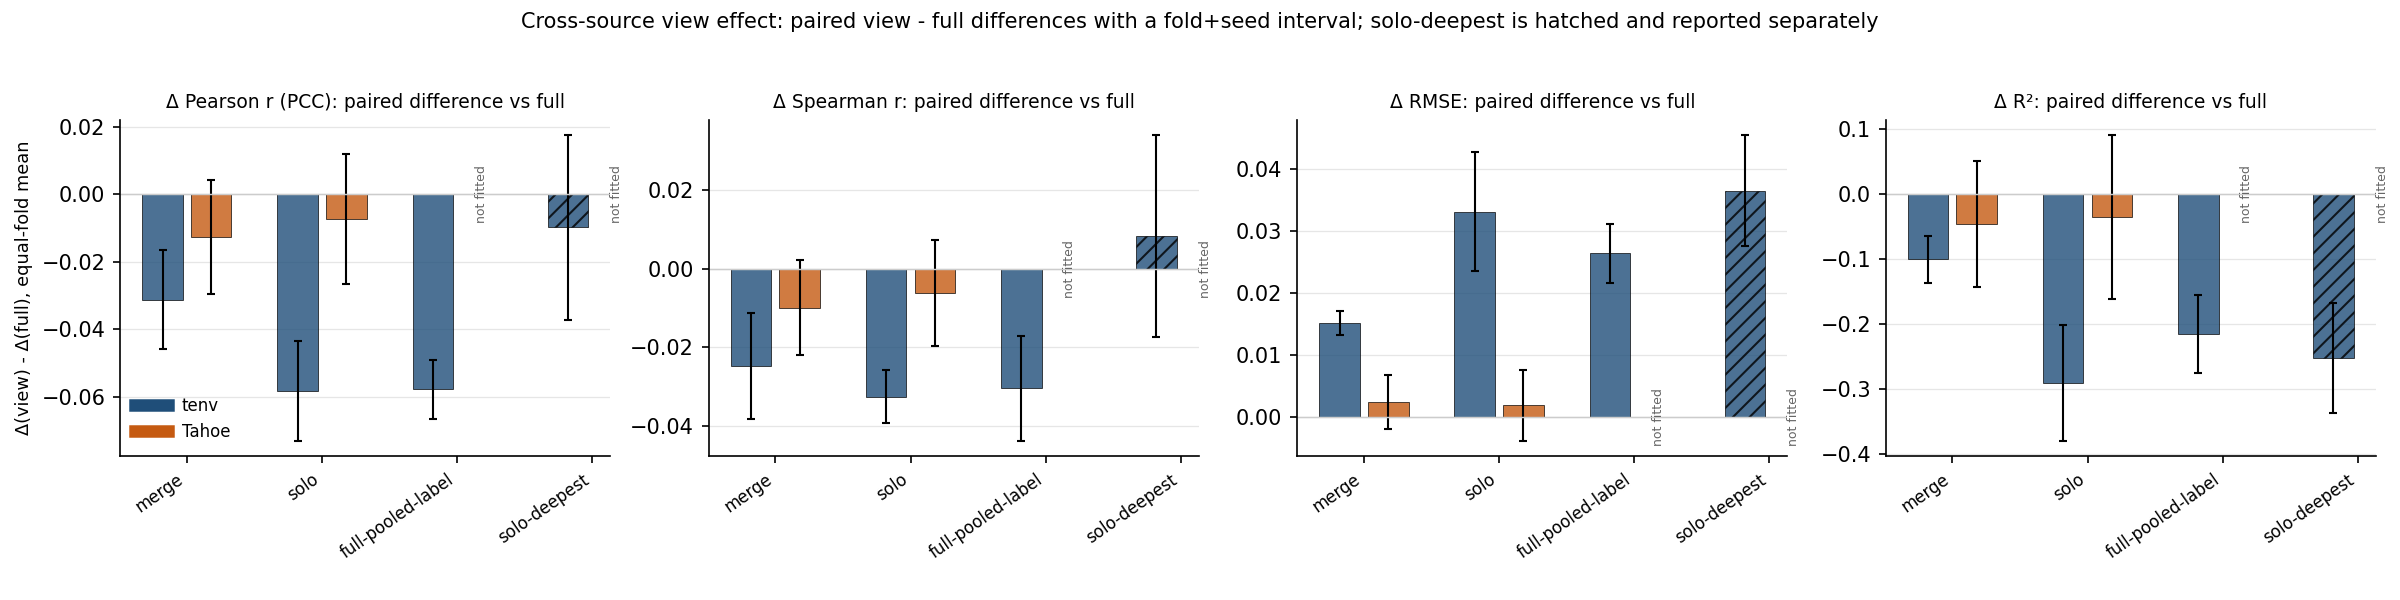 Cross-source view effect: paired view - full differences with a fold+seed interval; solo-deepest is hatched and reported separately
Δ(view) - Δ(full), equal-fold mean
Δ Pearson r (PCC): paired difference vs full
0.02
0.00
−0.02
−0.04
−0.06
not fitted
not fitted
tenv
Tahoe
merge
solo
full-pooled-label
solo-deepest
Δ Spearman r: paired difference vs full
0.02
0.00
−0.02
−0.04
not fitted
not fitted
merge
solo
full-pooled-label
solo-deepest
Δ RMSE: paired difference vs full
0.04
0.03
0.02
0.01
0.00
not fitted
not fitted
merge
solo
full-pooled-label
solo-deepest
Δ R²: paired difference vs full
0.1
0.0
−0.1
−0.2
−0.3
−0.4
not fitted
not fitted
merge
solo
full-pooled-label
solo-deepest